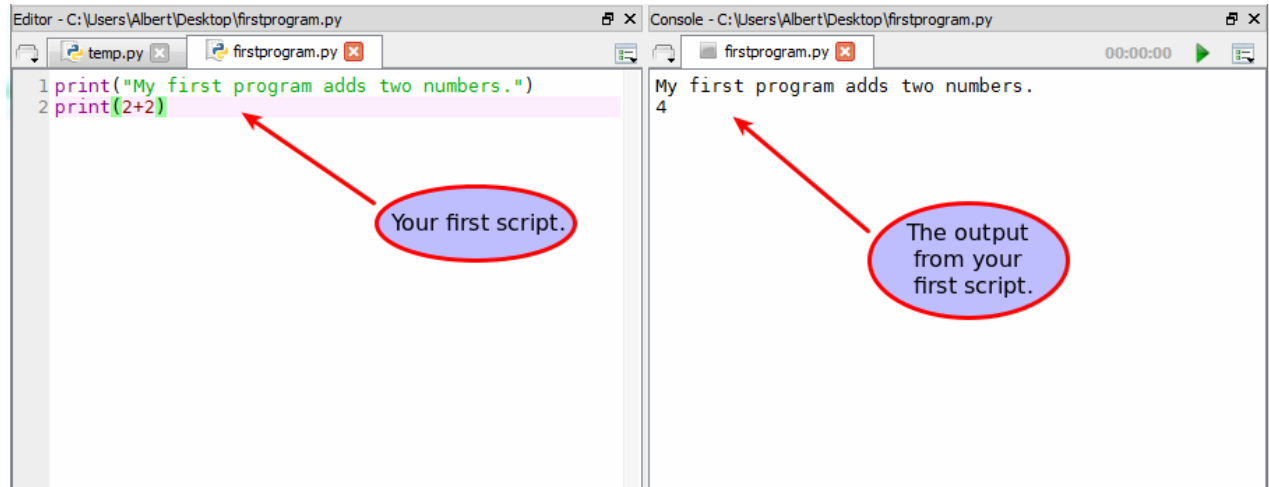 Editor - C:\Users\Albert\Desktop\firstprogram.py
temp.py
firstprogram.py
1 print("My first program adds two numbers.")
2 print(2+2)
Your first script.
Console - C:\Users\Albert\Desktop\firstprogram.py
firstprogram.py
00:00:00
My first program adds two numbers.
4
The output
from your
first script.